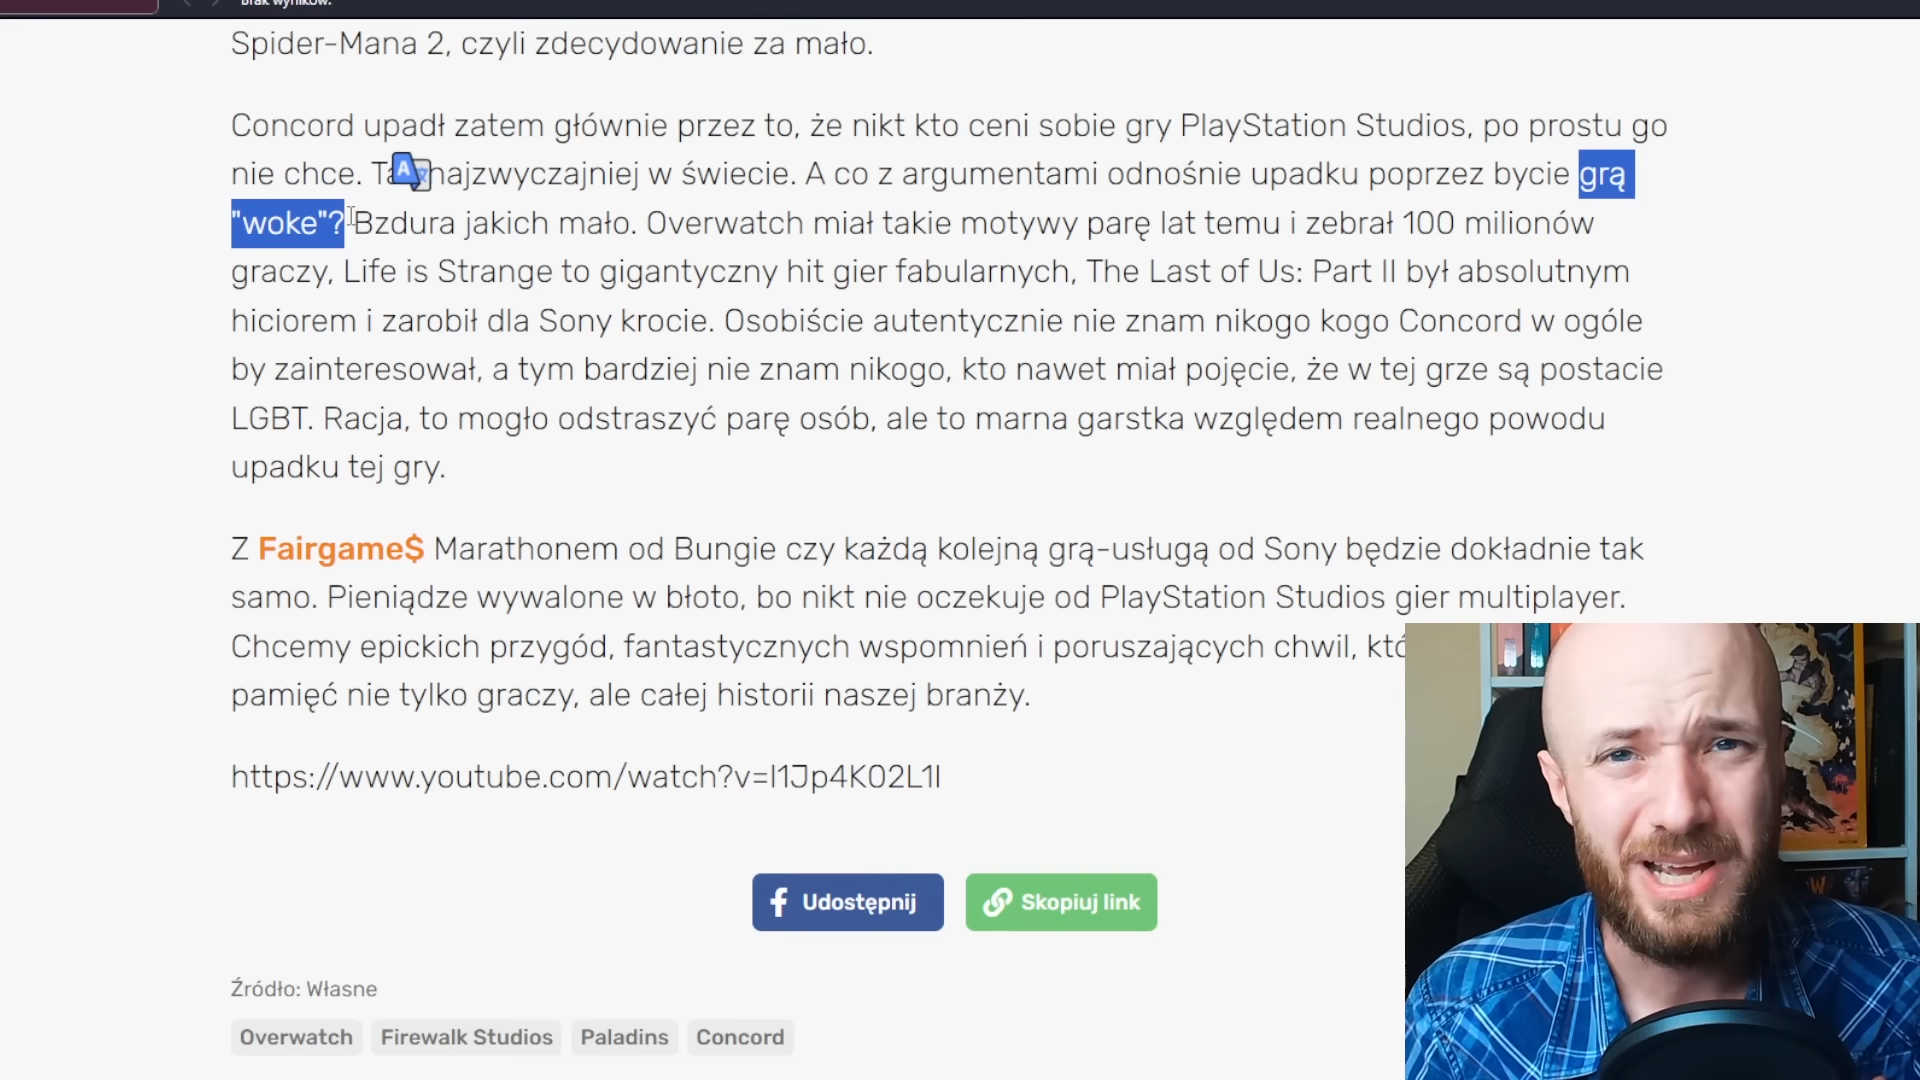 Brak wyników.
Spider-Mana 2, czyli zdecydowanie za mało.
Concord upadł zatem głównie przez to, że nikt kto ceni sobie gry PlayStation Studios, po prostu go
nie chce. Ta najzwyczajniej w świecie. A co z argumentami odnośnie upadku poprzez bycie grą
"woke"? Bzdura jakich mało. Overwatch miał takie motywy parę lat temu i zebrał 100 milionów
graczy, Life is Strange to gigantyczny hit gier fabularnych, The Last of Us: Part II był absolutnym
hiciorem i zarobił dla Sony krocie. Osobiście autentycznie nie znam nikogo kogo Concord w ogóle
by zainteresował, a tym bardziej nie znam nikogo, kto nawet miał pojęcie, że w tej grze są postacie
LGBT. Racja, to mogło odstraszyć parę osób, ale to marna garstka względem realnego powodu
upadku tej gry.
Z Fairgame$ Marathonem od Bungie czy każdą kolejną grą-usługą od Sony będzie dokładnie tak
samo. Pieniądze wywalone w błoto, bo nikt nie oczekuje od PlayStation Studios gier multiplayer.
Chcemy epickich przygód, fantastycznych wspomnień i poruszających chwil, któ
pamięć nie tylko graczy, ale całej historii naszej branży.
https://www.youtube.com/watch?v=I1Jp4K02L1I
Udostępnij
Skopiuj link
Źródło: Własne
Overwatch
Firewalk Studios
Paladins
Concord